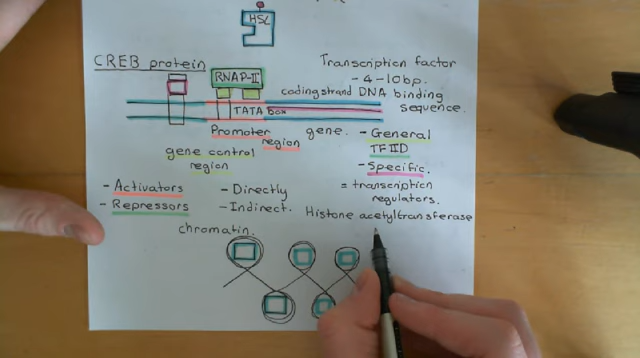 HSL
CREB protein
RNAP-II
TATA box
Promoter
region
gene.
gene control
region
Transcription factor
- 4-10bp.
coding strand DNA binding
sequence.
- General
TFIID
- Specific.
= transcription
regulators.
- Activators
- Repressors
- Directly
- Indirect.
Histone acetyltransferase
chromatin.